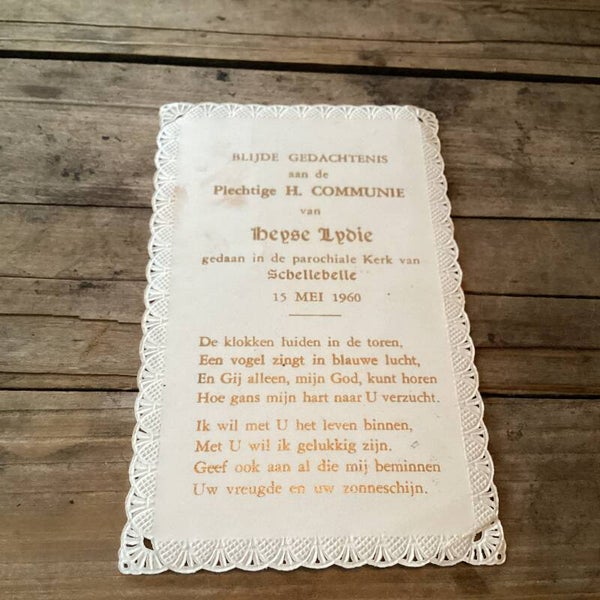 BLIJDE GEDACHTENIS
aan de
Plechtige H. COMMUNIE
van
Heyse Lydie
gedaan in de parochiale Kerk van
Schellebelle
15 MEI 1960
De klokken luiden in de toren,
Een vogel zingt in blauwe lucht,
En Gij alleen, mijn God, kunt horen
Hoe gans mijn hart naar U verzucht.
Ik wil met U het leven binnen,
Met U wil ik gelukkig zijn.
Geef ook aan al die mij beminnen
Uw vreugde en uw zonneschijn.